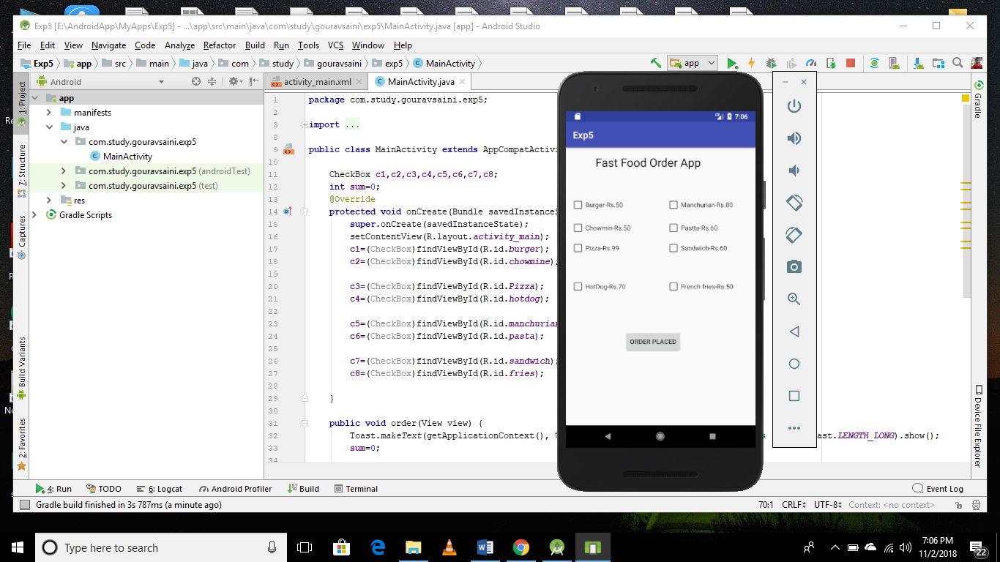 Exp5 [E:\AndroidApp\MyApps\Exp5] - ...\app\src\main\java\com\study\gouravsaini\exp5\MainActivity.java [app] - Android Studio
File Edit View Navigate Code Analyze Refactor Build Run Tools VCS Window Help
Exp5 app src main java com study gouravsaini exp5 MainActivity
app
Android
activity_main.xml MainActivity.java
1: Project
7: Structure
Captures
Build Variants
2: Favorites
app
manifests
java
com.study.gouravsaini.exp5
MainActivity
com.study.gouravsaini.exp5 (androidTest)
com.study.gouravsaini.exp5 (test)
res
Gradle Scripts
1 package com.study.gouravsaini.exp5;
2
3 import ...
8
9 public class MainActivity extends AppCompatActivi
10
11 CheckBox c1,c2,c3,c4,c5,c6,c7,c8;
12 int sum=0;
13 @Override
14 protected void onCreate(Bundle savedInstanceS
15 super.onCreate(savedInstanceState);
16 setContentView(R.layout.activity_main);
17 c1=(CheckBox)findViewById(R.id.burger);
18 c2=(CheckBox)findViewById(R.id.chowmine);
19
20 c3=(CheckBox)findViewById(R.id.Pizza);
21 c4=(CheckBox)findViewById(R.id.hotdog);
22
23 c5=(CheckBox)findViewById(R.id.manchurian
24 c6=(CheckBox)findViewById(R.id.pasta);
25
26 c7=(CheckBox)findViewById(R.id.sandwich);
27 c8=(CheckBox)findViewById(R.id.fries);
28
29 }
30
31 public void order(View view) {
32 Toast.makeText(getApplicationContext(), ast.LENGTH_LONG).show();
33 sum=0;
34
7:06
Exp5
Fast Food Order App
Burger-Rs.50 Manchurian-Rs.80
Chowmin-Rs.50 Pastta-Rs.60
Pizza-Rs.99 Sandwich-Rs.60
HotDog-Rs.70 French fries-Rs.50
ORDER PLACED
Gradle
Device File Explorer
4: Run TODO 6: Logcat Android Profiler Build Terminal Event Log
Gradle build finished in 3s 787ms (a minute ago) 70:1 CRLF UTF-8 Context: <no context>
Type here to search
7:06 PM
11/2/2018
22